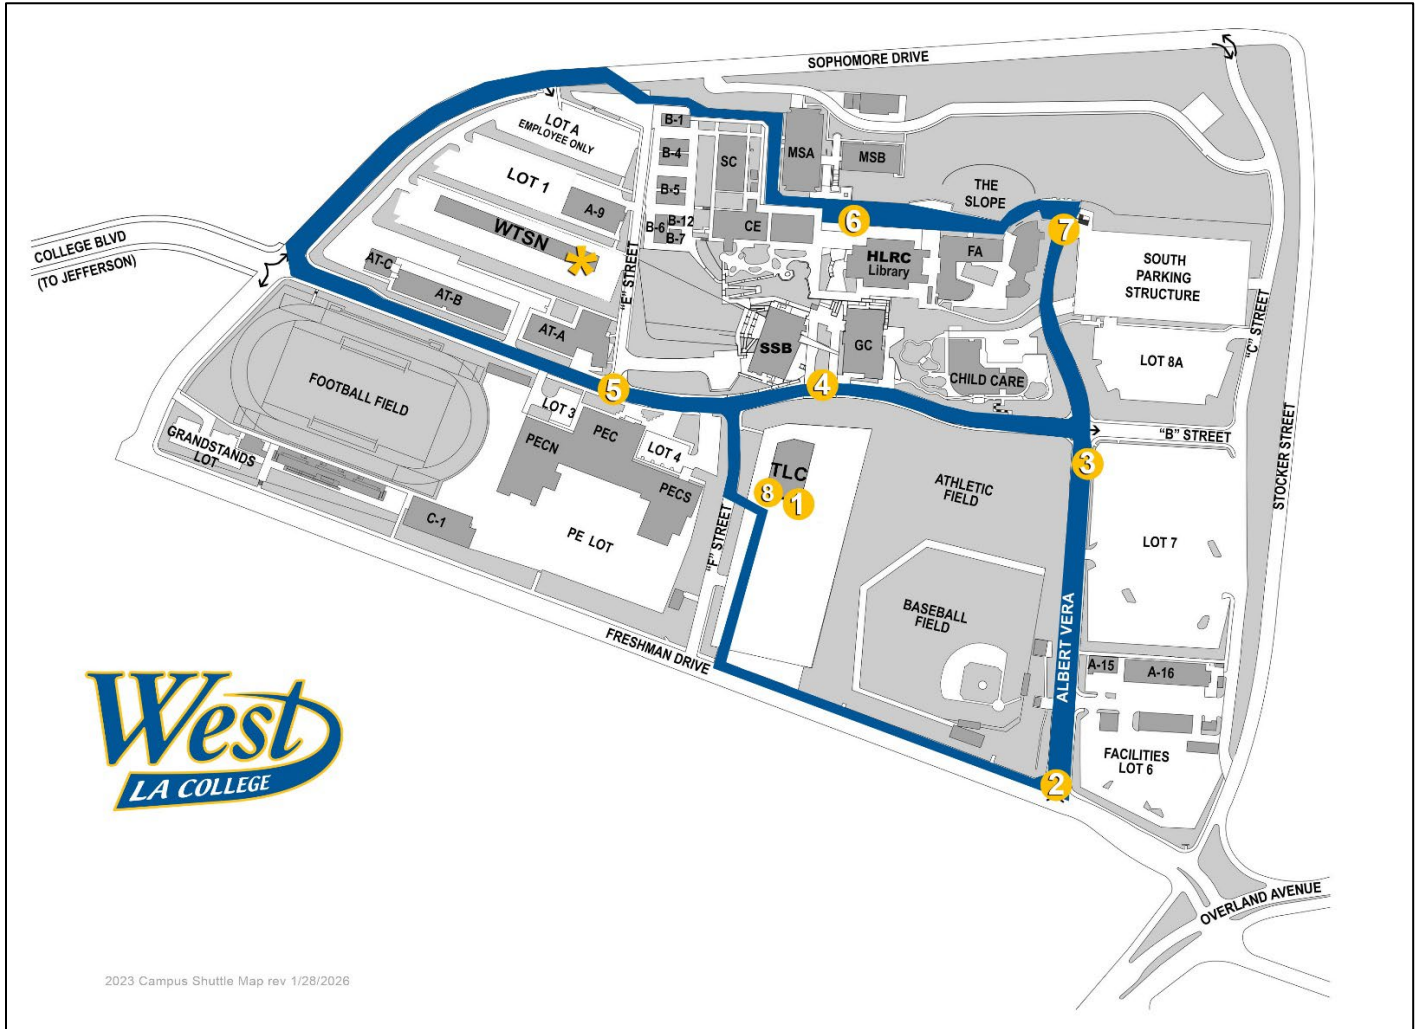 SOPHOMORE DRIVE
LOT A
EMPLOYEE ONLY
B-1
B-4
B-5
B-6
B-12
B-7
SC
CE
MSA
MSB
THE
SLOPE
6
7
LOT 1
A-9
WTSN
*
"E" STREET
COLLEGE BLVD
(TO JEFFERSON)
AT-C
AT-B
AT-A
HLRC
Library
FA
SOUTH
PARKING
STRUCTURE
"C" STREET
SSB
GC
CHILD CARE
LOT 8A
4
5
FOOTBALL FIELD
LOT 3
PEC
PECN
LOT 4
PECS
GRANDSTANDS
LOT
C-1
PE LOT
"F" STREET
TLC
8
1
ATHLETIC
FIELD
3
"B" STREET
STOCKER STREET
LOT 7
BASEBALL
FIELD
ALBERT VERA
A-15
A-16
FRESHMAN DRIVE
FACILITIES
LOT 6
2
OVERLAND AVENUE
West
LA COLLEGE
2023 Campus Shuttle Map rev 1/28/2026